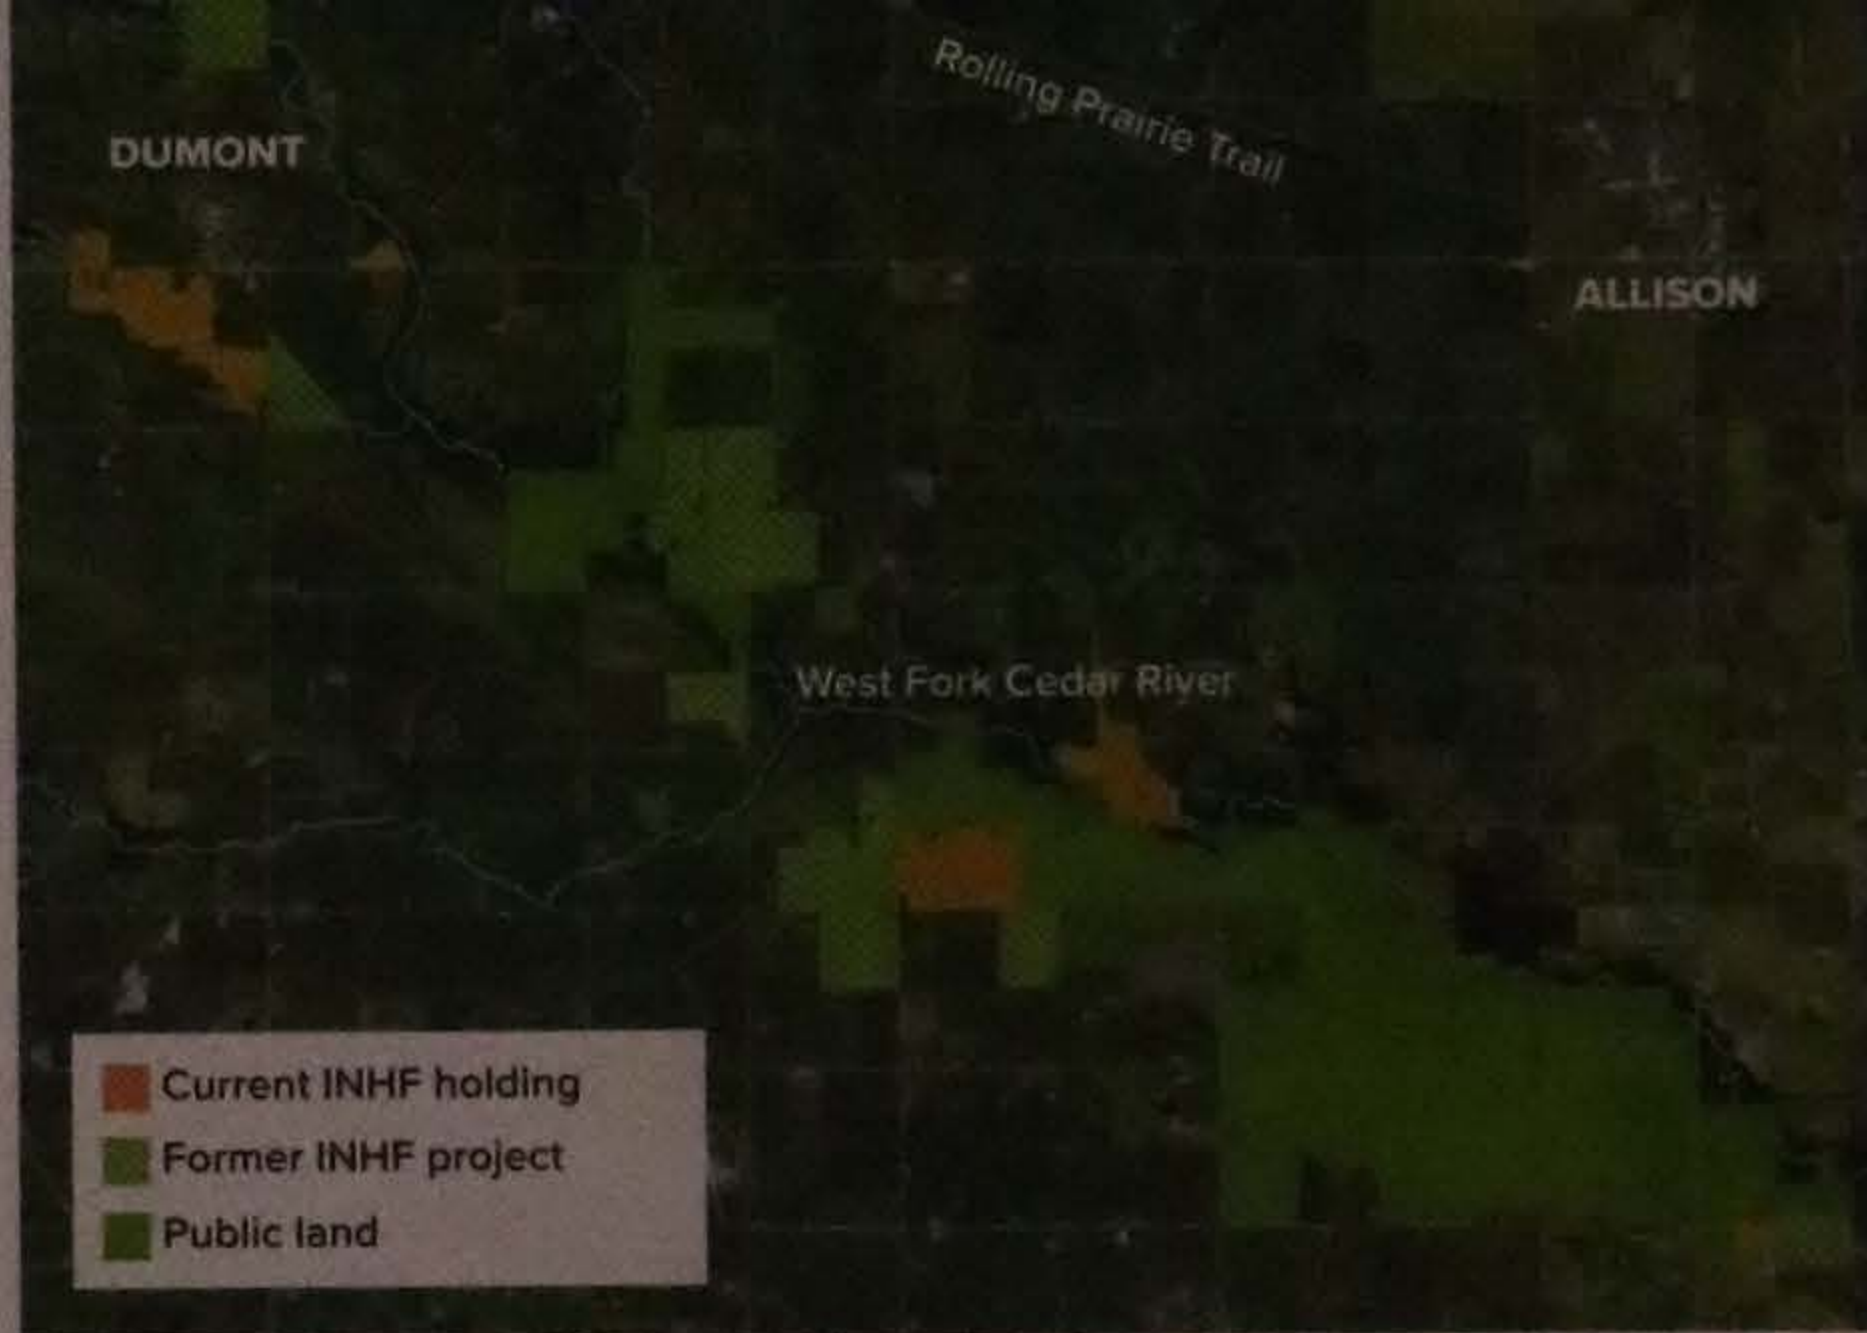 Rolling Prairie Trail
DUMONT
ALLISON
West Fork Cedar River
Current INHF holding
Former INHF project
Public land